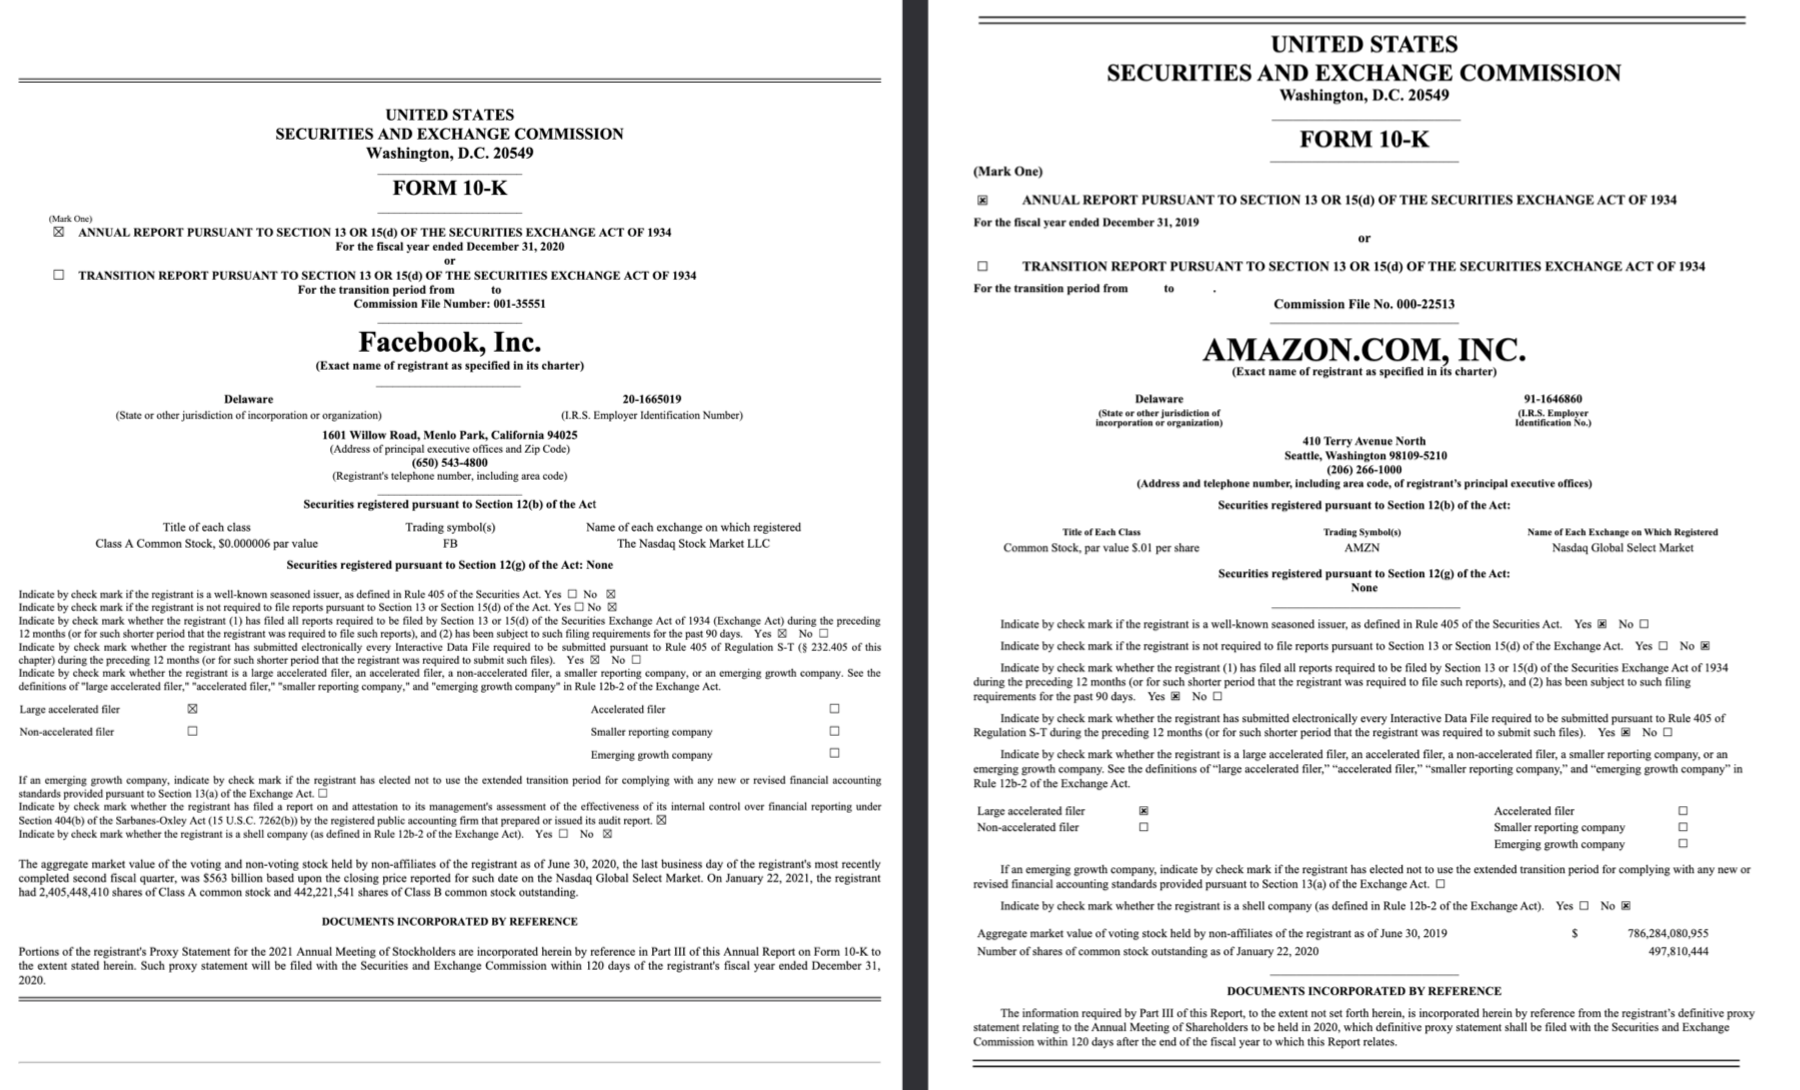 UNITED STATES
SECURITIES AND EXCHANGE COMMISSION
Washington, D.C. 20549
FORM 10-K
(Mark One)
☒ ANNUAL REPORT PURSUANT TO SECTION 13 OR 15(d) OF THE SECURITIES EXCHANGE ACT OF 1934
For the fiscal year ended December 31, 2020
or
☐ TRANSITION REPORT PURSUANT TO SECTION 13 OR 15(d) OF THE SECURITIES EXCHANGE ACT OF 1934
For the transition period from to
Commission File Number: 001-35551
Facebook, Inc.
(Exact name of registrant as specified in its charter)
Delaware 20-1665019
(State or other jurisdiction of incorporation or organization) (I.R.S. Employer Identification Number)
1601 Willow Road, Menlo Park, California 94025
(Address of principal executive offices and Zip Code)
(650) 543-4800
(Registrant's telephone number, including area code)
Securities registered pursuant to Section 12(b) of the Act
Title of each class Trading symbol(s) Name of each exchange on which registered
Class A Common Stock, $0.000006 par value FB The Nasdaq Stock Market LLC
Securities registered pursuant to Section 12(g) of the Act: None
Indicate by check mark if the registrant is a well-known seasoned issuer, as defined in Rule 405 of the Securities Act. Yes ☐ No ☒
Indicate by check mark if the registrant is not required to file reports pursuant to Section 13 or Section 15(d) of the Act. Yes ☐ No ☒
Indicate by check mark whether the registrant (1) has filed all reports required to be filed by Section 13 or 15(d) of the Securities Exchange Act of 1934 (Exchange Act) during the preceding
12 months (or for such shorter period that the registrant was required to file such reports), and (2) has been subject to such filing requirements for the past 90 days. Yes ☒ No ☐
Indicate by check mark whether the registrant has submitted electronically every Interactive Data File required to be submitted pursuant to Rule 405 of Regulation S-T (§ 232.405 of this
chapter) during the preceding 12 months (or for such shorter period that the registrant was required to submit such files). Yes ☒ No ☐
Indicate by check mark whether the registrant is a large accelerated filer, an accelerated filer, a non-accelerated filer, a smaller reporting company, or an emerging growth company. See the
definitions of "large accelerated filer," "accelerated filer," "smaller reporting company," and "emerging growth company" in Rule 12b-2 of the Exchange Act.
Large accelerated filer ☒ Accelerated filer ☐
Non-accelerated filer ☐ Smaller reporting company ☐
Emerging growth company ☐
If an emerging growth company, indicate by check mark if the registrant has elected not to use the extended transition period for complying with any new or revised financial accounting
standards provided pursuant to Section 13(a) of the Exchange Act. ☐
Indicate by check mark whether the registrant has filed a report on and attestation to its management's assessment of the effectiveness of its internal control over financial reporting under
Section 404(b) of the Sarbanes-Oxley Act (15 U.S.C. 7262(b)) by the registered public accounting firm that prepared or issued its audit report. ☒
Indicate by check mark whether the registrant is a shell company (as defined in Rule 12b-2 of the Exchange Act). Yes ☐ No ☒
The aggregate market value of the voting and non-voting stock held by non-affiliates of the registrant as of June 30, 2020, the last business day of the registrant's most recently
completed second fiscal quarter, was $563 billion based upon the closing price reported for such date on the Nasdaq Global Select Market. On January 22, 2021, the registrant
had 2,405,448,410 shares of Class A common stock and 442,221,541 shares of Class B common stock outstanding.
DOCUMENTS INCORPORATED BY REFERENCE
Portions of the registrant's Proxy Statement for the 2021 Annual Meeting of Stockholders are incorporated herein by reference in Part III of this Annual Report on Form 10-K to
the extent stated herein. Such proxy statement will be filed with the Securities and Exchange Commission within 120 days of the registrant's fiscal year ended December 31,
2020.
UNITED STATES
SECURITIES AND EXCHANGE COMMISSION
Washington, D.C. 20549
FORM 10-K
(Mark One)
☒ ANNUAL REPORT PURSUANT TO SECTION 13 OR 15(d) OF THE SECURITIES EXCHANGE ACT OF 1934
For the fiscal year ended December 31, 2019
or
☐ TRANSITION REPORT PURSUANT TO SECTION 13 OR 15(d) OF THE SECURITIES EXCHANGE ACT OF 1934
For the transition period from to .
Commission File No. 000-22513
AMAZON.COM, INC.
(Exact name of registrant as specified in its charter)
Delaware 91-1646860
(State or other jurisdiction of (I.R.S. Employer
incorporation or organization) Identification No.)
410 Terry Avenue North
Seattle, Washington 98109-5210
(206) 266-1000
(Address and telephone number, including area code, of registrant’s principal executive offices)
Securities registered pursuant to Section 12(b) of the Act:
Title of Each Class Trading Symbol(s) Name of Each Exchange on Which Registered
Common Stock, par value $.01 per share AMZN Nasdaq Global Select Market
Securities registered pursuant to Section 12(g) of the Act:
None
Indicate by check mark if the registrant is a well-known seasoned issuer, as defined in Rule 405 of the Securities Act. Yes ☒ No ☐
Indicate by check mark if the registrant is not required to file reports pursuant to Section 13 or Section 15(d) of the Exchange Act. Yes ☐ No ☒
Indicate by check mark whether the registrant (1) has filed all reports required to be filed by Section 13 or 15(d) of the Securities Exchange Act of 1934
during the preceding 12 months (or for such shorter period that the registrant was required to file such reports), and (2) has been subject to such filing
requirements for the past 90 days. Yes ☒ No ☐
Indicate by check mark whether the registrant has submitted electronically every Interactive Data File required to be submitted pursuant to Rule 405 of
Regulation S-T during the preceding 12 months (or for such shorter period that the registrant was required to submit such files). Yes ☒ No ☐
Indicate by check mark whether the registrant is a large accelerated filer, an accelerated filer, a non-accelerated filer, a smaller reporting company, or an
emerging growth company. See the definitions of “large accelerated filer,” “accelerated filer,” “smaller reporting company,” and “emerging growth company” in
Rule 12b-2 of the Exchange Act.
Large accelerated filer ☒ Accelerated filer ☐
Non-accelerated filer ☐ Smaller reporting company ☐
Emerging growth company ☐
If an emerging growth company, indicate by check mark if the registrant has elected not to use the extended transition period for complying with any new or
revised financial accounting standards provided pursuant to Section 13(a) of the Exchange Act. ☐
Indicate by check mark whether the registrant is a shell company (as defined in Rule 12b-2 of the Exchange Act). Yes ☐ No ☒
Aggregate market value of voting stock held by non-affiliates of the registrant as of June 30, 2019 $ 786,284,080,955
Number of shares of common stock outstanding as of January 22, 2020 497,810,444
DOCUMENTS INCORPORATED BY REFERENCE
The information required by Part III of this Report, to the extent not set forth herein, is incorporated herein by reference from the registrant’s definitive proxy
statement relating to the Annual Meeting of Shareholders to be held in 2020, which definitive proxy statement shall be filed with the Securities and Exchange
Commission within 120 days after the end of the fiscal year to which this Report relates.